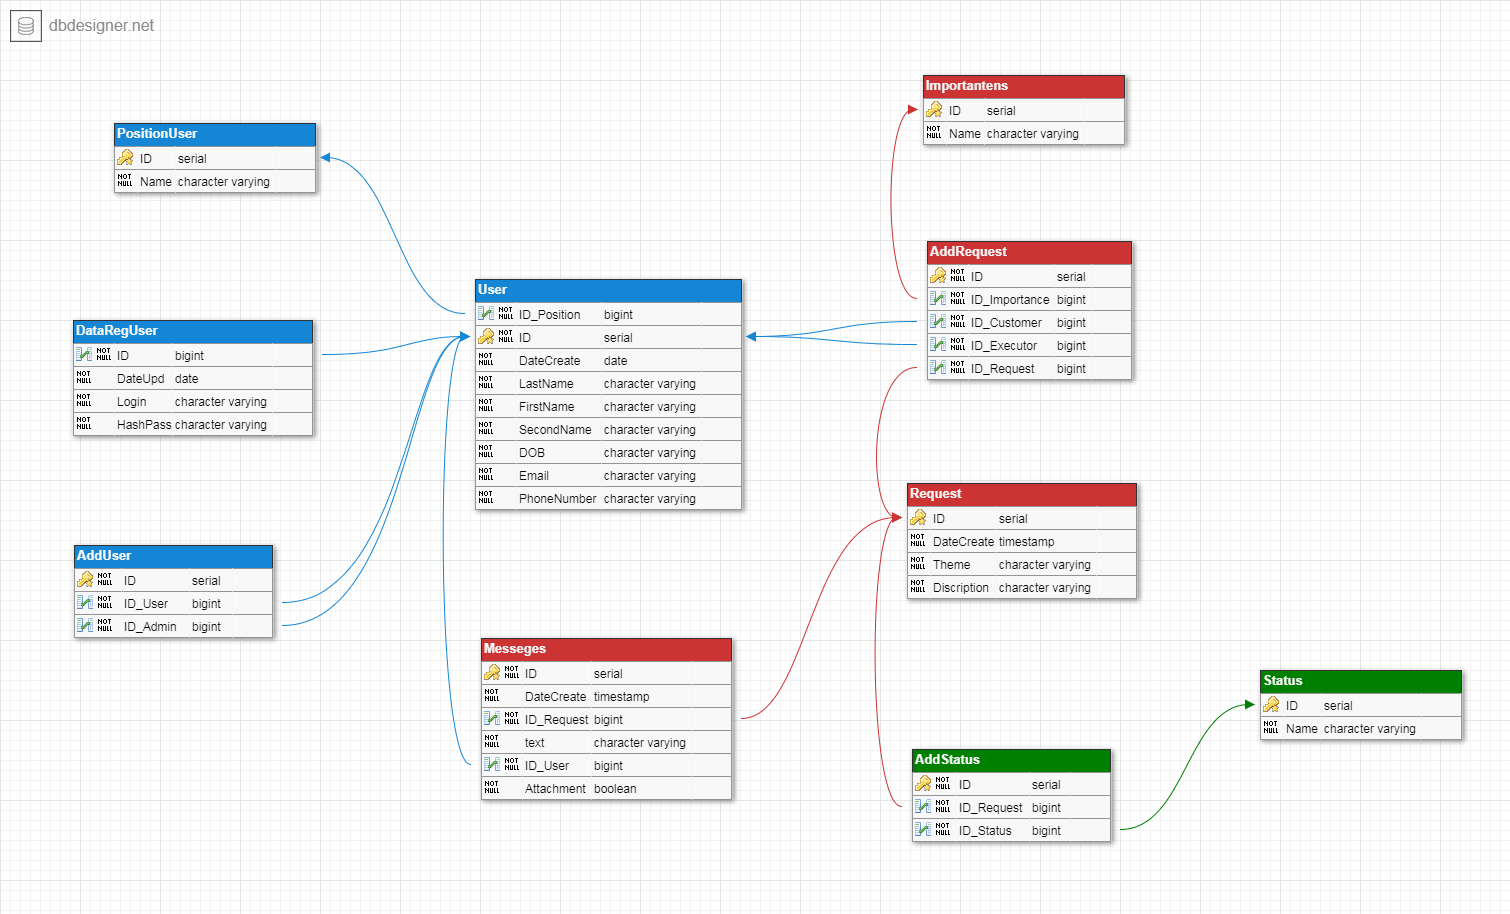 dbdesigner.net
PositionUser
ID serial
NOT NULL Name character varying
DataRegUser
NOT NULL ID bigint
NOT NULL DateUpd date
NOT NULL Login character varying
NOT NULL HashPass character varying
AddUser
NOT NULL ID serial
NOT NULL ID_User bigint
NOT NULL ID_Admin bigint
User
NOT NULL ID_Position bigint
NOT NULL ID serial
NOT NULL DateCreate date
NOT NULL LastName character varying
NOT NULL FirstName character varying
NOT NULL SecondName character varying
NOT NULL DOB character varying
NOT NULL Email character varying
NOT NULL PhoneNumber character varying
Messeges
NOT NULL ID serial
NOT NULL DateCreate timestamp
NOT NULL ID_Request bigint
NOT NULL text character varying
NOT NULL ID_User bigint
NOT NULL Attachment boolean
Importantens
ID serial
NOT NULL Name character varying
AddRequest
NOT NULL ID serial
NOT NULL ID_Importance bigint
NOT NULL ID_Customer bigint
NOT NULL ID_Executor bigint
NOT NULL ID_Request bigint
Request
ID serial
NOT NULL DateCreate timestamp
NOT NULL Theme character varying
NOT NULL Discription character varying
AddStatus
NOT NULL ID serial
NOT NULL ID_Request bigint
NOT NULL ID_Status bigint
Status
ID serial
NOT NULL Name character varying